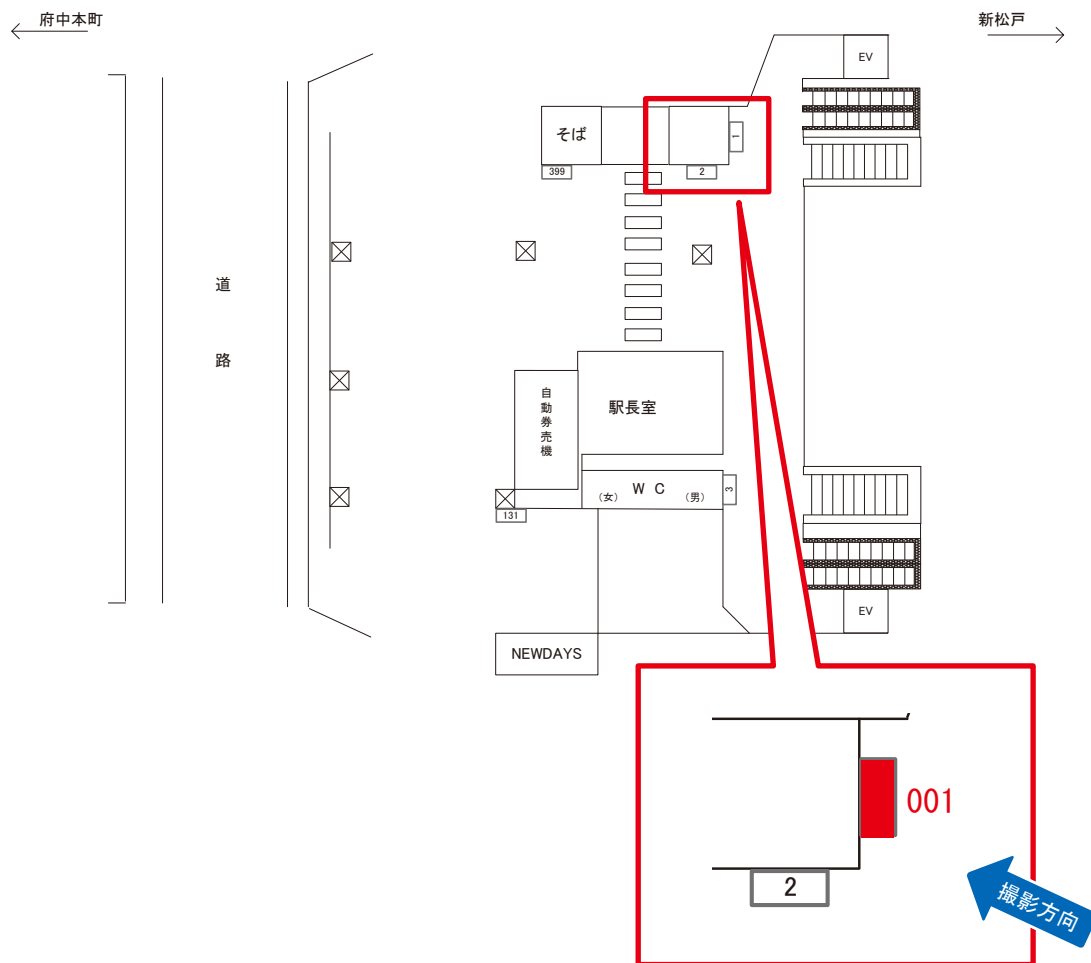 府中本町
新松戸
EV
そば
1
399
2
道路
自動券売機
駅長室
WC
(女)
(男)
3
131
EV
NEWDAYS
001
2
撮影方向